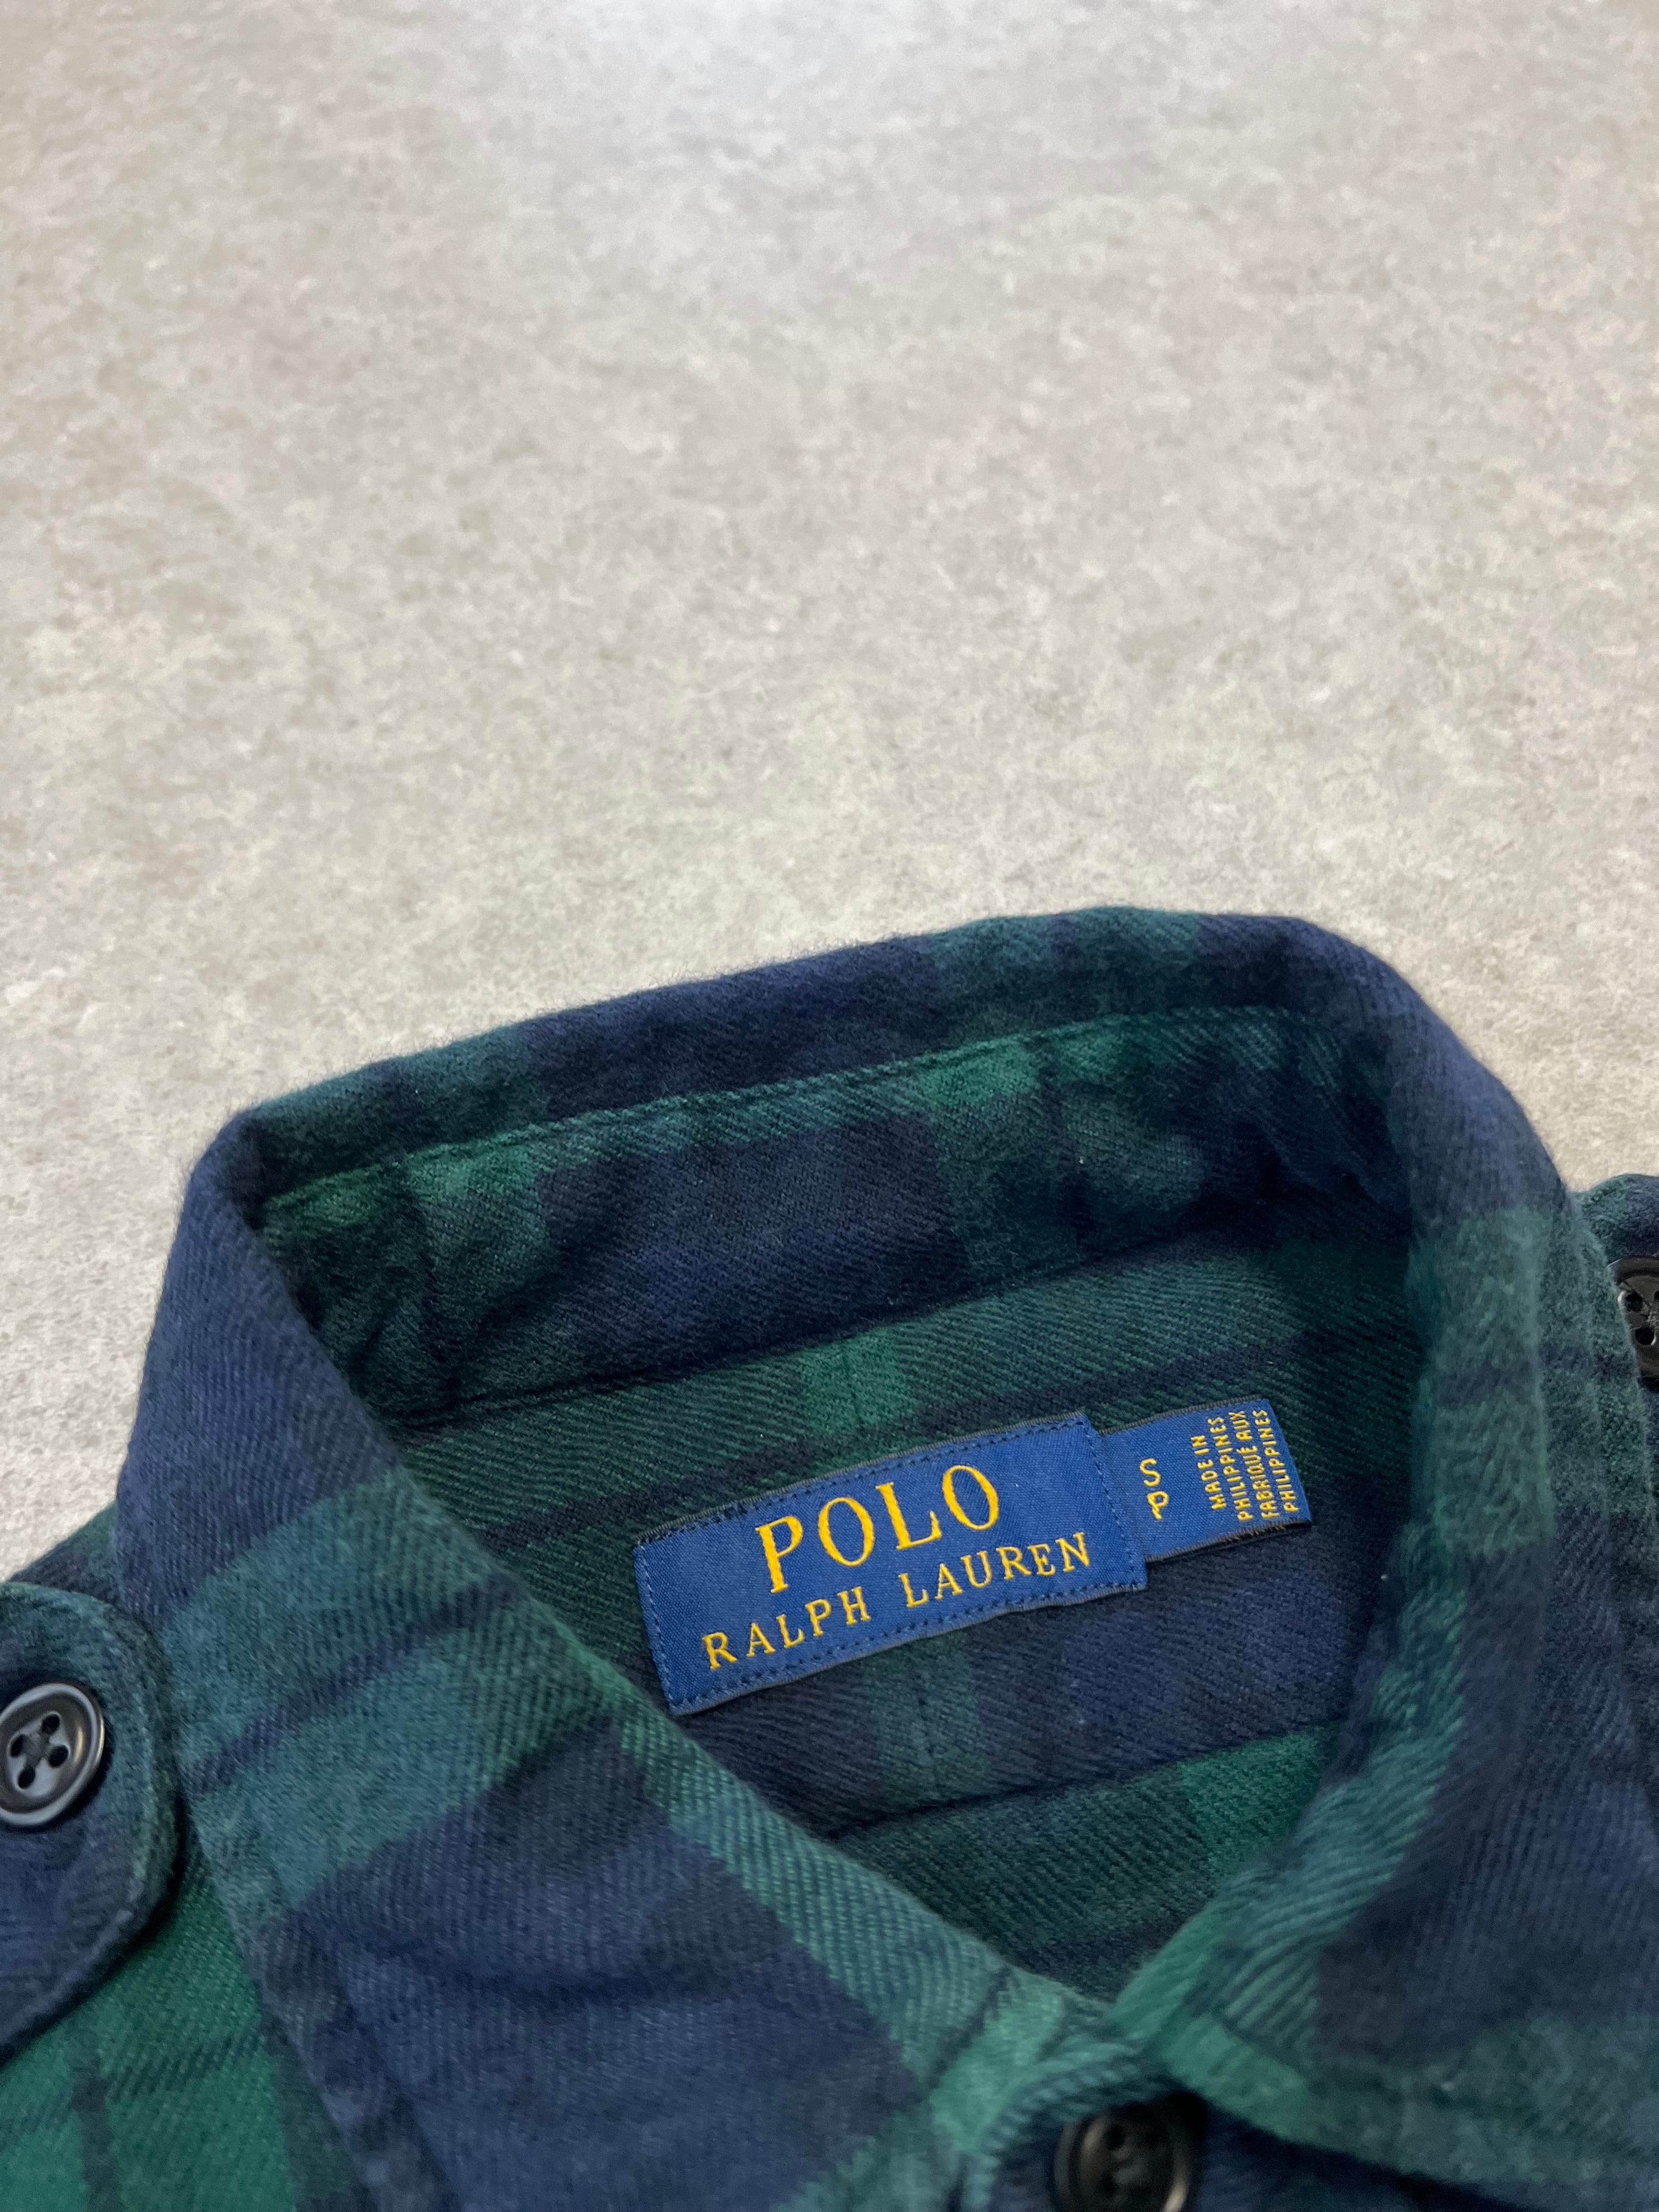 POLO
RALPH LAUREN
S
P
MADE IN
PHILIPPINES
FABRIQUÉ AUX
PHILIPPINES